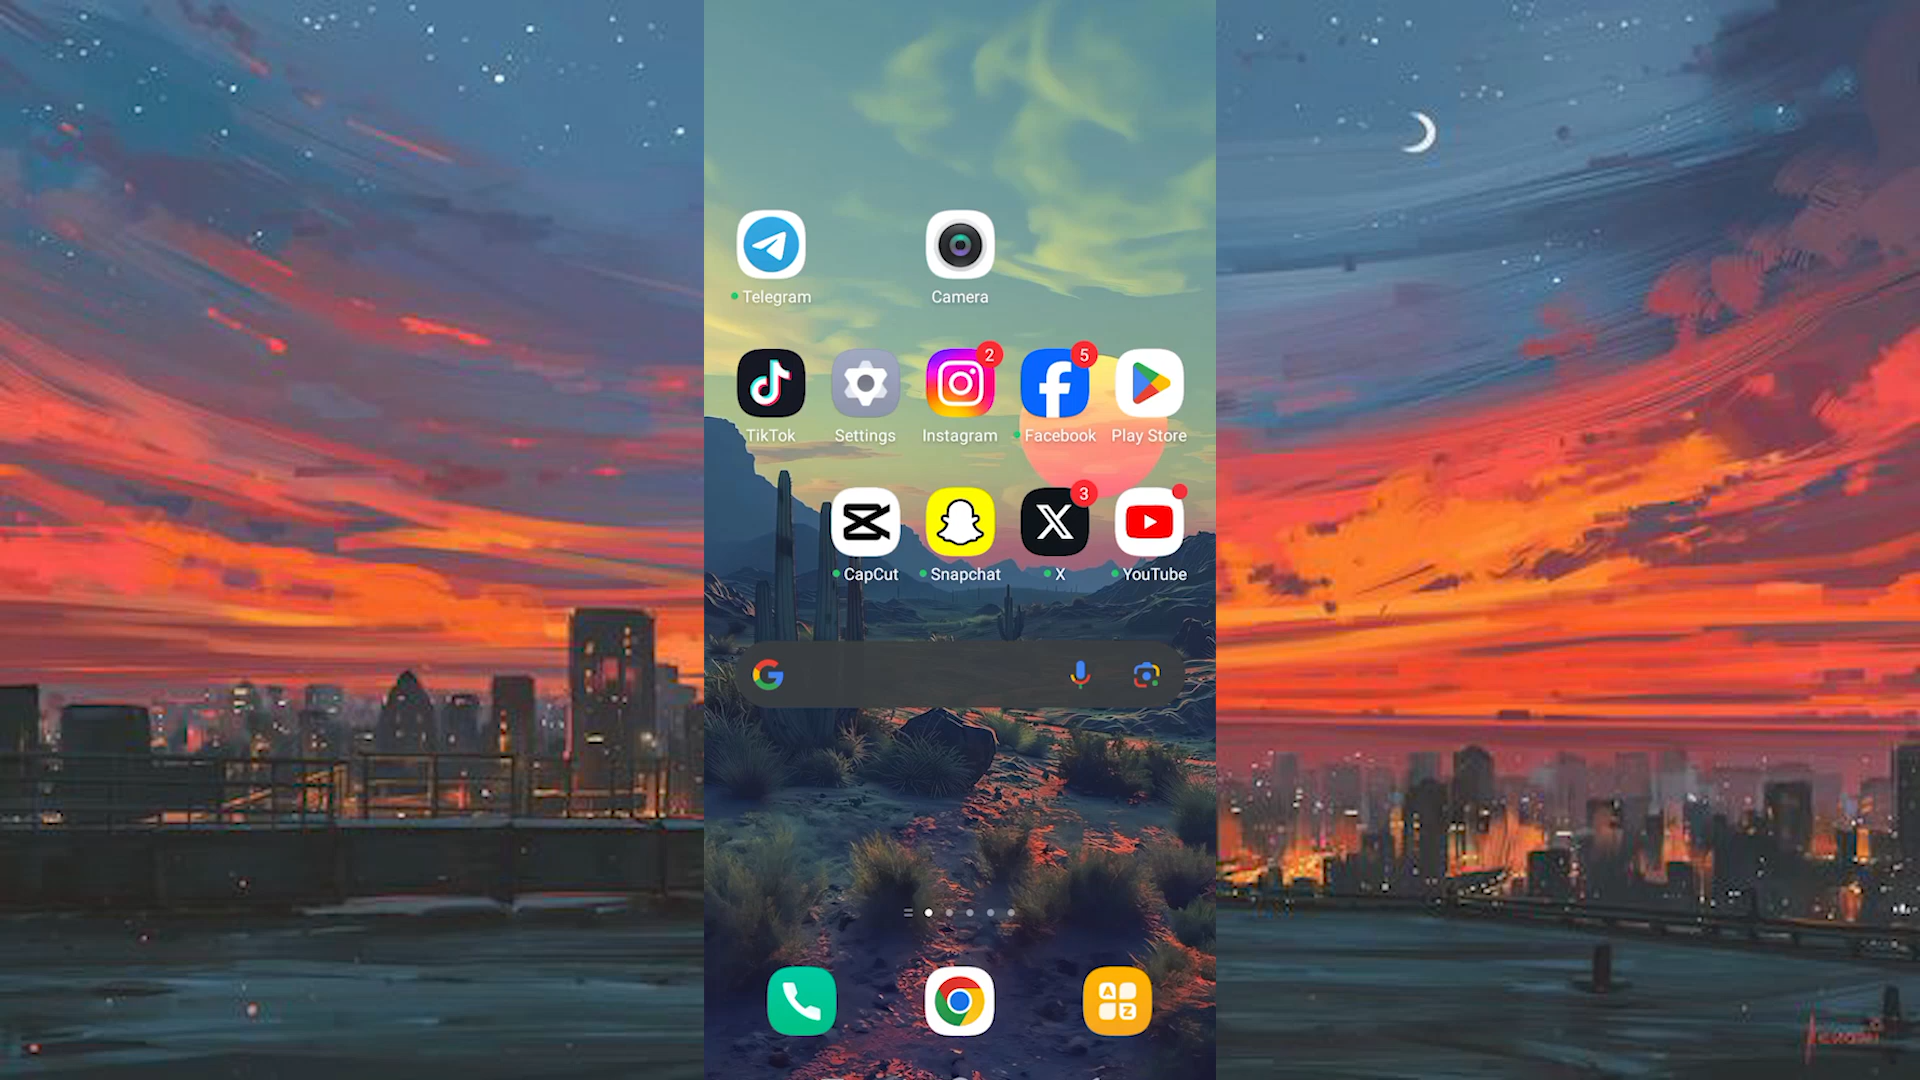 Telegram
Camera
2
5
TikTok
Settings
Instagram
Facebook
Play Store
3
CapCut
Snapchat
X
YouTube
A
Z